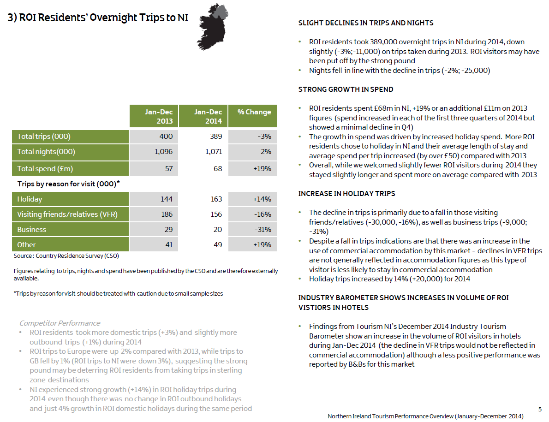 3) ROI Residents' Overnight Trips to NI
Jan-Dec 2013 Jan-Dec 2014 % Change
Total trips (000) 400 389 -3%
Total nights(000) 1,096 1,071 -2%
Total spend (£m) 57 68 +19%
Trips by reason for visit (000)*
Holiday 144 163 +14%
Visiting friends/relatives (VFR) 186 156 -16%
Business 29 20 -31%
Other 41 49 +19%
Source: Country Residence Survey (CSO)
Figures relating to trips, nights and spend have been published by the CSO and are therefore externally
available.
*Trips by reason for visit should be treated with caution due to small sample sizes
Competitor Performance
• ROI residents took more domestic trips (+3%) and slightly more
outbound trips (+1%) during 2014
• ROI trips to Europe were up 2% compared with 2013, while trips to
GB fell by 1% (ROI trips to NI were down 3%), suggesting the strong
pound may be deterring ROI residents from taking trips in sterling
zone destinations
• NI experienced strong growth (+14%) in ROI holiday trips during
2014 even though there was no change in ROI outbound holidays
and just 4% growth in ROI domestic holidays during the same period
SLIGHT DECLINES IN TRIPS AND NIGHTS
• ROI residents took 389,000 overnight trips in NI during 2014, down
slightly (-3%;-11,000) on trips taken during 2013. ROI visitors may have
been put off by the strong pound
• Nights fell in line with the decline in trips (-2%; -25,000)
STRONG GROWTH IN SPEND
• ROI residents spent £68m in NI, +19% or an additional £11m on 2013
figures (spend increased in each of the first three quarters of 2014 but
showed a minimal decline in Q4)
• The growth in spend was driven by increased holiday spend. More ROI
residents chose to holiday in NI and their average length of stay and
average spend per trip increased (by over £50) compared with 2013
• Overall, while we welcomed slightly fewer ROI visitors during 2014 they
stayed slightly longer and spent more on average compared with 2013
INCREASE IN HOLIDAY TRIPS
• The decline in trips is primarily due to a fall in those visiting
friends/relatives (-30,000, -16%), as well as business trips (-9,000;
-31%)
• Despite a fall in trips indications are that there was an increase in the
use of commercial accommodation by this market – declines in VFR trips
are not generally reflected in accommodation figures as this type of
visitor is less likely to stay in commercial accommodation
• Holiday trips increased by 14% (+20,000) for 2014
INDUSTRY BAROMETER SHOWS INCREASES IN VOLUME OF ROI
VISTIORS IN HOTELS
• Findings from Tourism NI's December 2014 Industry Tourism
Barometer show an increase in the volume of ROI visitors in hotels
during Jan-Dec 2014 (the decline in VFR trips would not be reflected in
commercial accommodation) although a less positive performance was
reported by B&Bs for this market
5
Northern Ireland Tourism Performance Overview (January-December 2014)